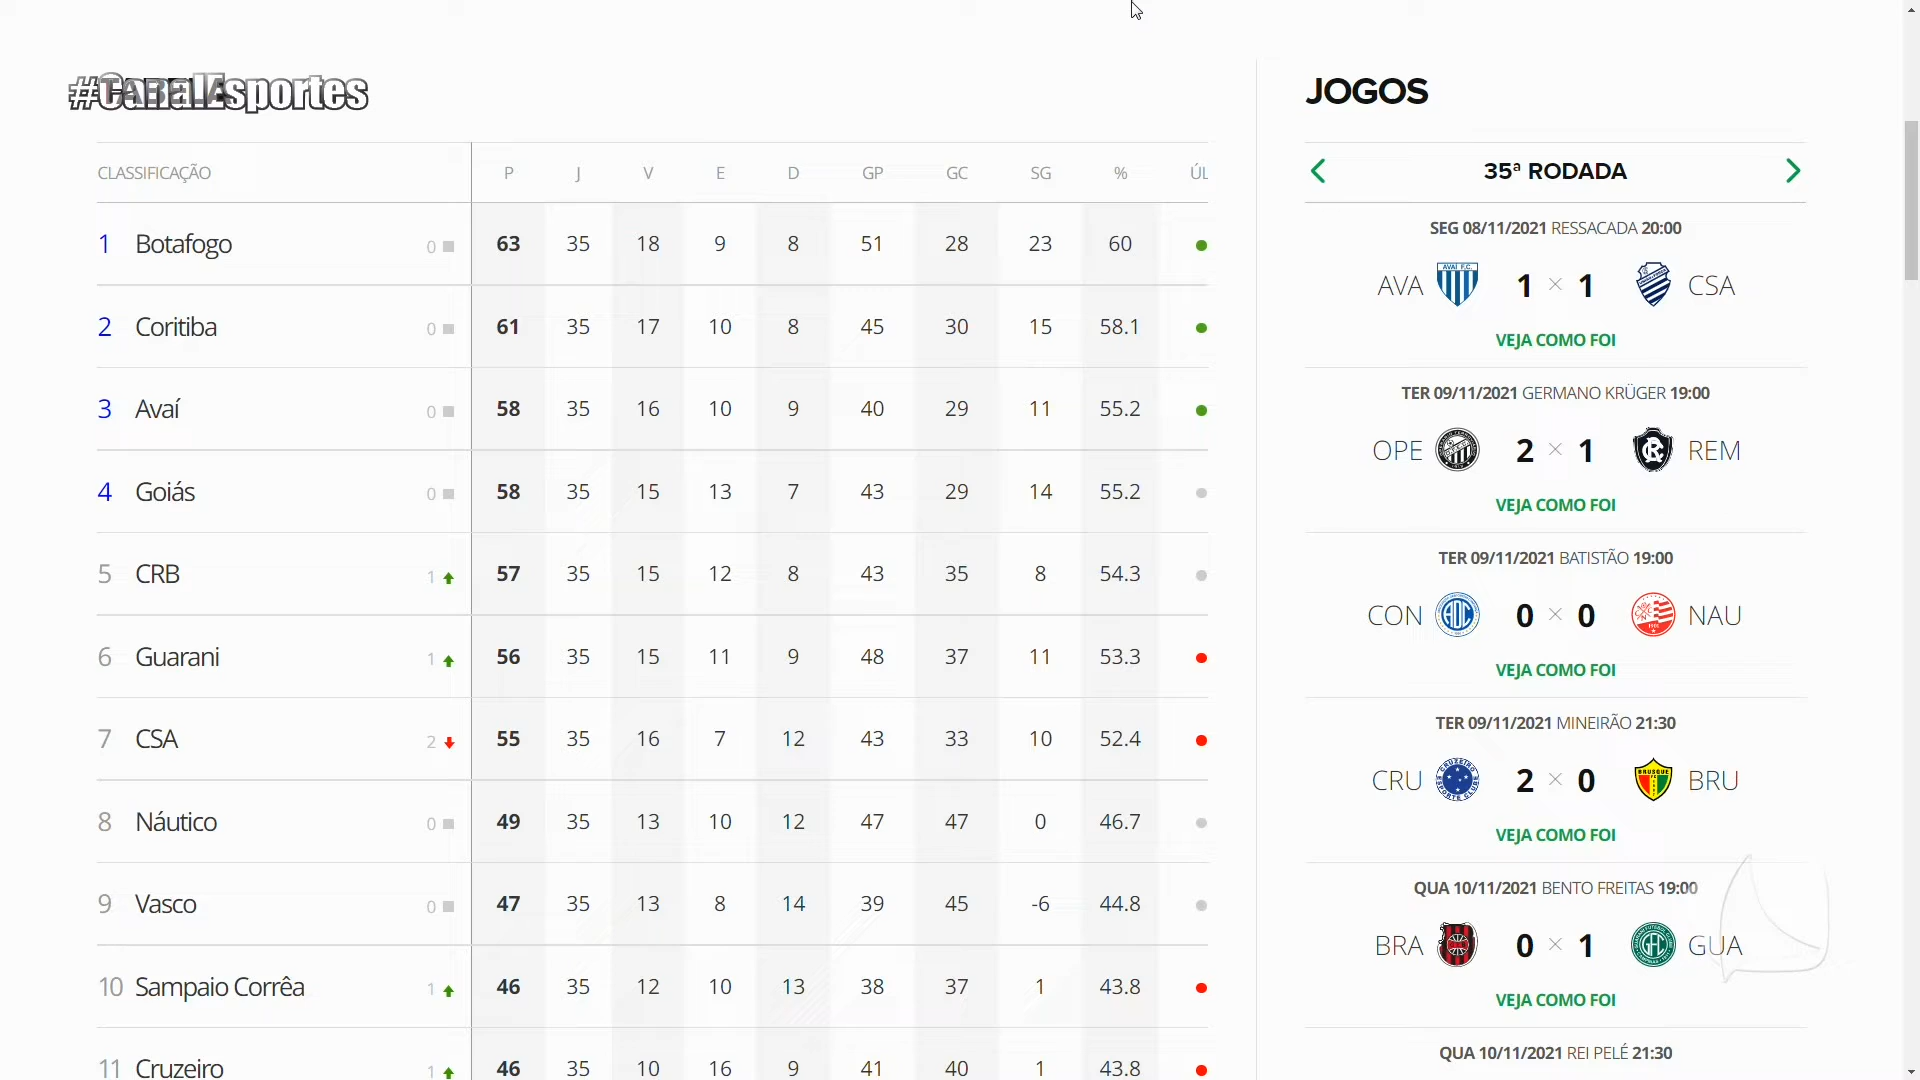 #CanalEsportes
TABELA
CLASSIFICAÇÃO P J V E D GP GC SG % ÚL
1 Botafogo 0 63 35 18 9 8 51 28 23 60
2 Coritiba 0 61 35 17 10 8 45 30 15 58.1
3 Avaí 0 58 35 16 10 9 40 29 11 55.2
4 Goiás 0 58 35 15 13 7 43 29 14 55.2
5 CRB 1 57 35 15 12 8 43 35 8 54.3
6 Guarani 1 56 35 15 11 9 48 37 11 53.3
7 CSA 2 55 35 16 7 12 43 33 10 52.4
8 Náutico 0 49 35 13 10 12 47 47 0 46.7
9 Vasco 0 47 35 13 8 14 39 45 -6 44.8
10 Sampaio Corrêa 1 46 35 12 10 13 38 37 1 43.8
11 Cruzeiro 1 46 35 10 16 9 41 40 1 43.8
JOGOS
35ª RODADA
SEG 08/11/2021 RESSACADA 20:00
AVA 1 × 1 CSA
VEJA COMO FOI
TER 09/11/2021 GERMANO KRÜGER 19:00
OPE 2 × 1 REM
VEJA COMO FOI
TER 09/11/2021 BATISTÃO 19:00
CON 0 × 0 NAU
VEJA COMO FOI
TER 09/11/2021 MINEIRÃO 21:30
CRU 2 × 0 BRU
VEJA COMO FOI
QUA 10/11/2021 BENTO FREITAS 19:00
BRA 0 × 1 GUA
VEJA COMO FOI
QUA 10/11/2021 REI PELÉ 21:30